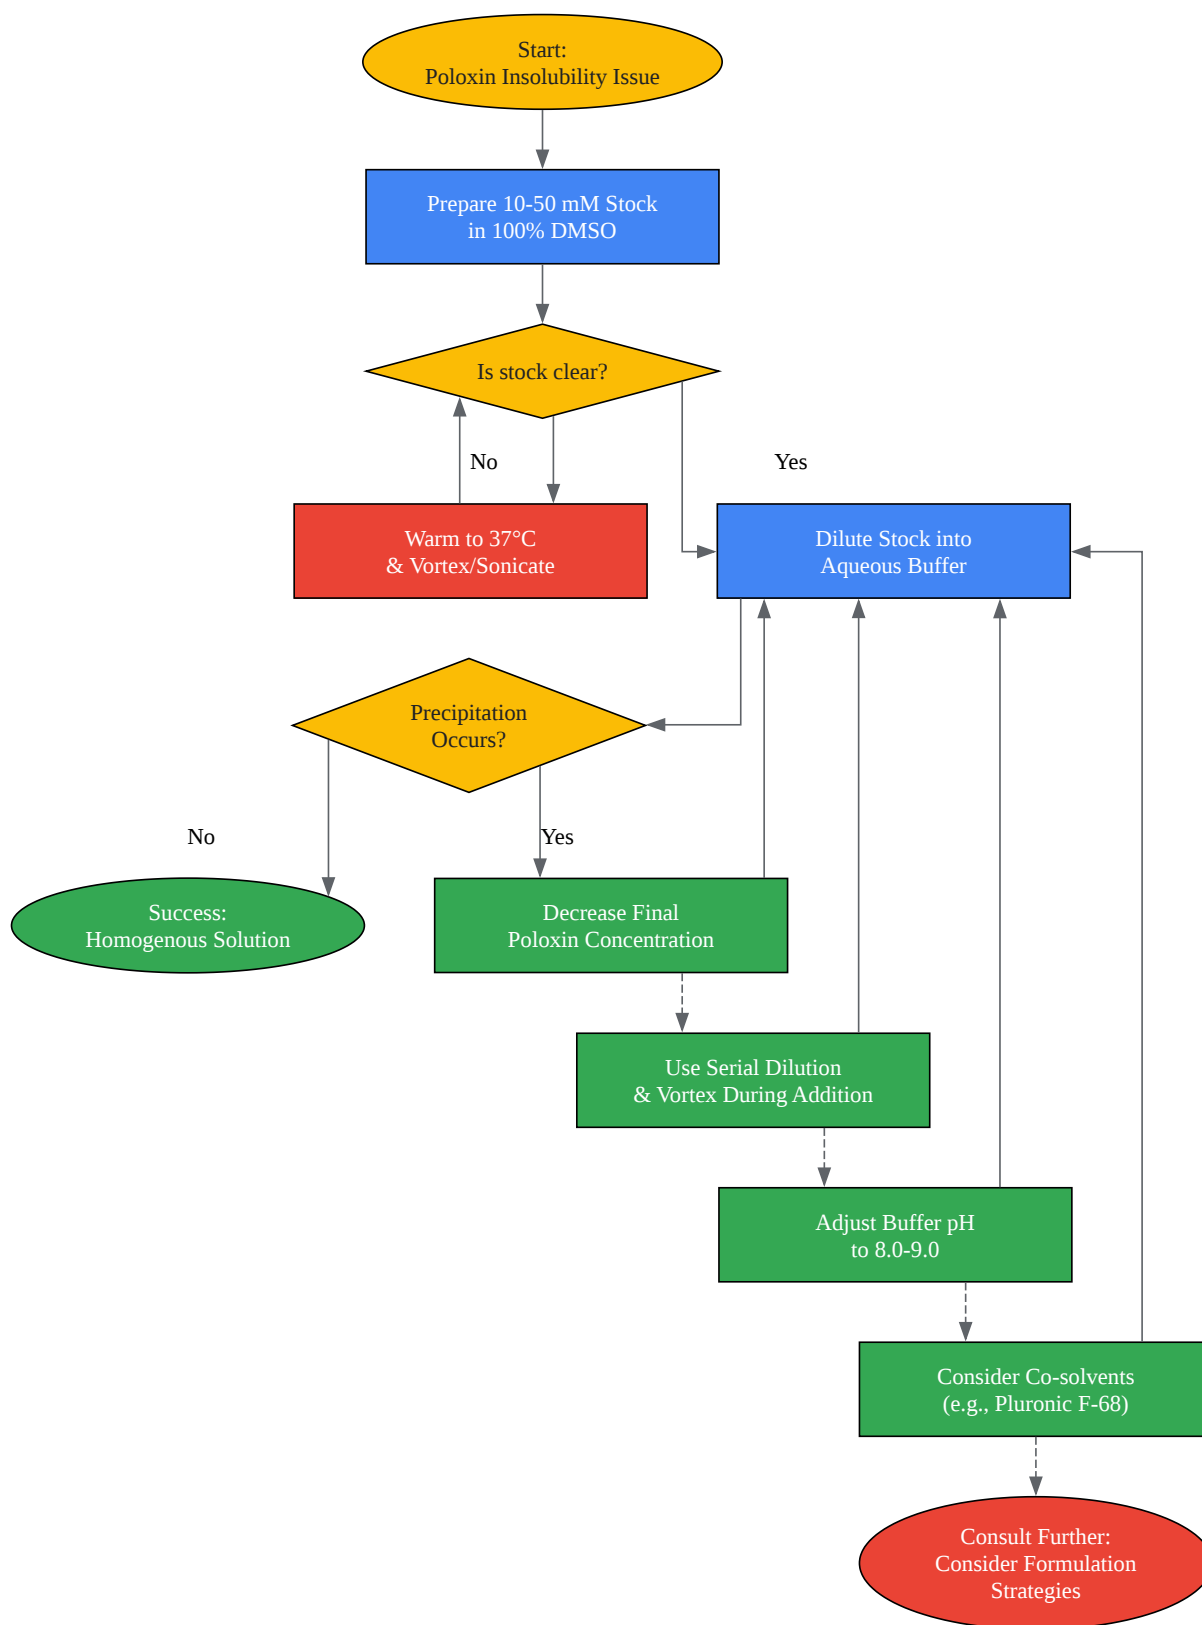 Start:
Poloxin Insolubility Issue
Prepare 10-50 mM Stock
in 100% DMSO
Is stock clear?
No
Yes
Warm to 37°C
& Vortex/Sonicate
Dilute Stock into
Aqueous Buffer
Precipitation
Occurs?
No
Yes
Success:
Homogenous Solution
Decrease Final
Poloxin Concentration
Use Serial Dilution
& Vortex During Addition
Adjust Buffer pH
to 8.0-9.0
Consider Co-solvents
(e.g., Pluronic F-68)
Consult Further:
Consider Formulation
Strategies